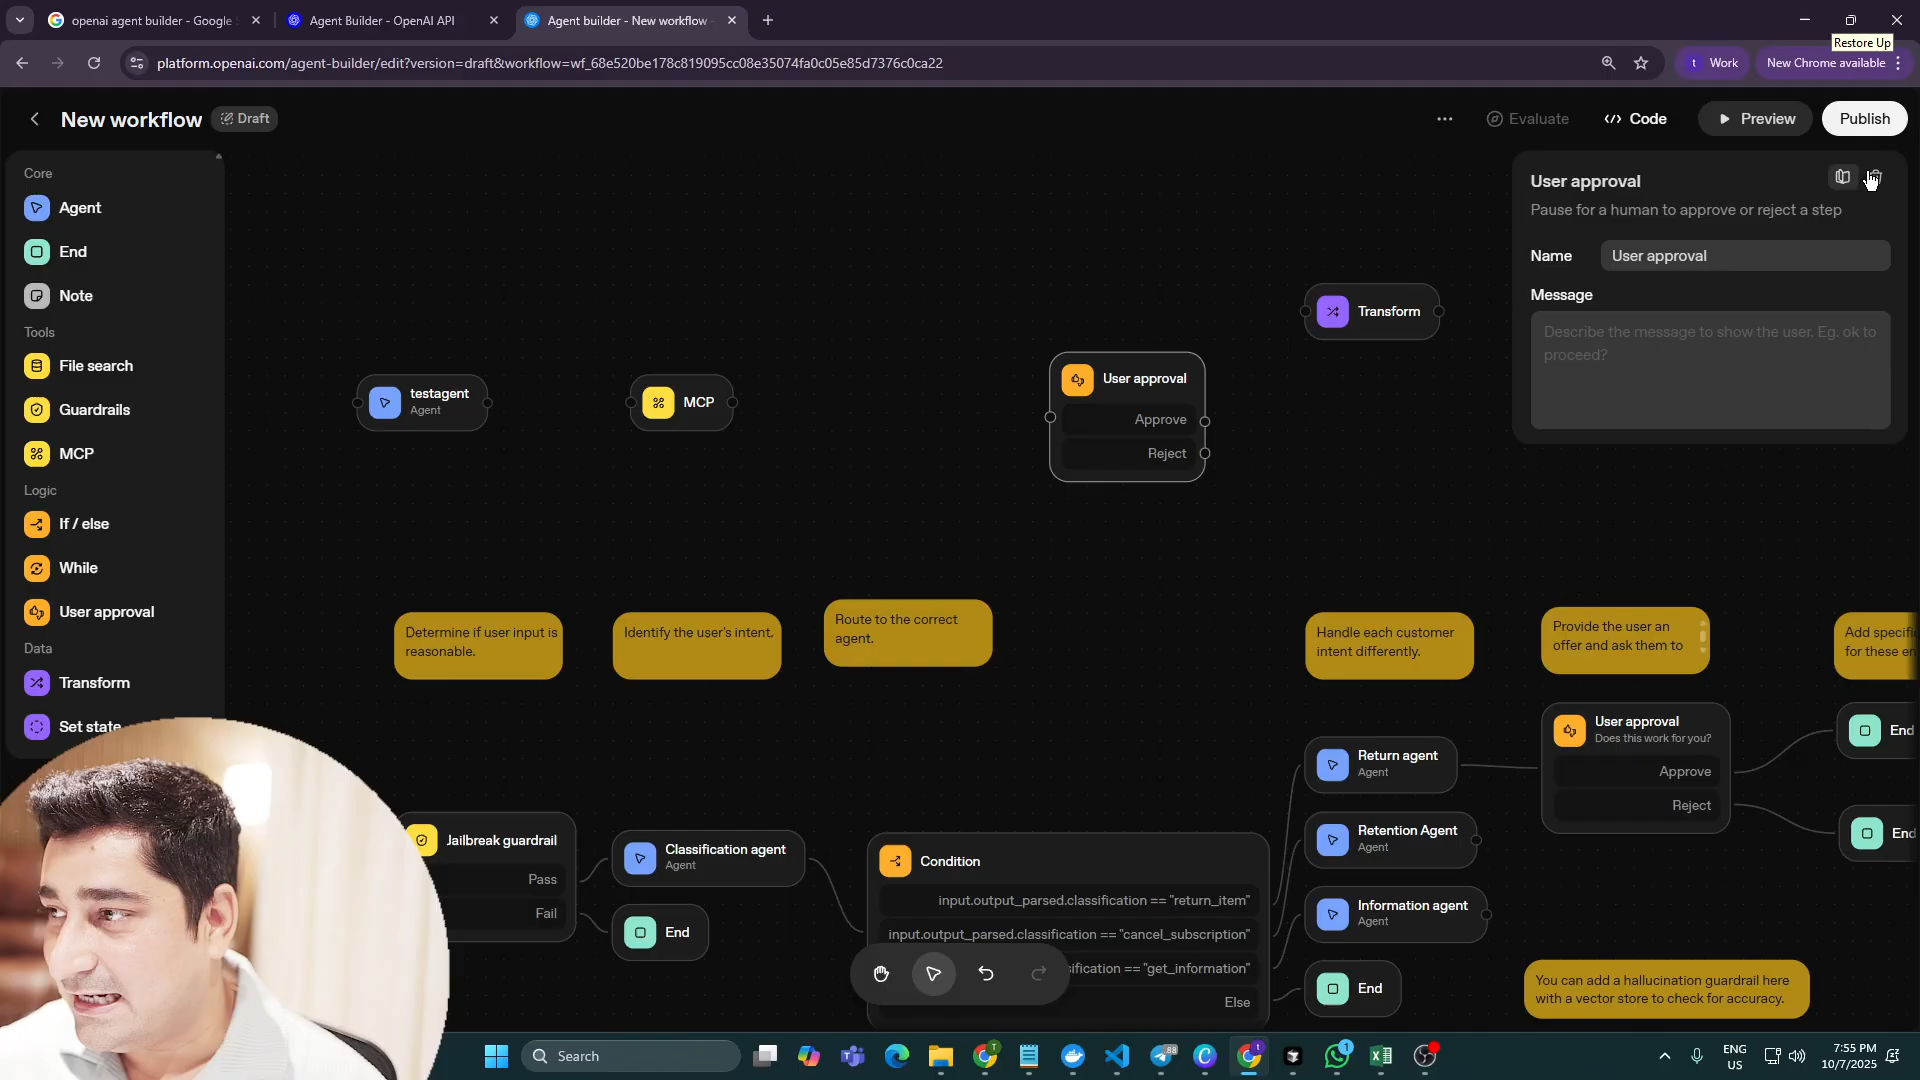 openai agent builder - Google
Agent Builder - OpenAI API
Agent builder - New workflow
Restore Up
platform.openai.com/agent-builder/edit?version=draft&workflow=wf_68e520be178c819095cc08e35074fa0c05e85d7376c0ca22
t Work
New Chrome available
New workflow
Draft
Evaluate
Code
Preview
Publish
Core
Agent
End
Note
Tools
File search
Guardrails
MCP
Logic
If / else
While
User approval
Data
Transform
Set state
testagent
Agent
MCP
User approval
Approve
Reject
Transform
User approval
Pause for a human to approve or reject a step
Name
User approval
Message
Describe the message to show the user. Eg. ok to
proceed?
Determine if user input is
reasonable.
Identify the user's intent.
Route to the correct
agent.
Handle each customer
intent differently.
Provide the user an
offer and ask them to
Add specific
for these en
Jailbreak guardrail
Pass
Fail
Classification agent
Agent
End
Condition
input.output_parsed.classification == "return_item"
input.output_parsed.classification == "cancel_subscription"
sification == "get_information"
Else
Return agent
Agent
Retention Agent
Agent
Information agent
Agent
End
User approval
Does this work for you?
Approve
Reject
End
End
You can add a hallucination guardrail here
with a vector store to check for accuracy.
Search
88
1
ENG
US
7:55 PM
10/7/2025